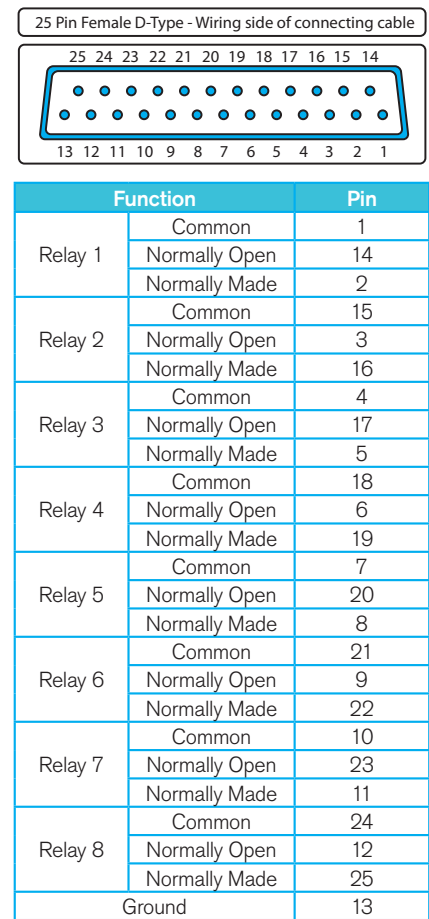 25 Pin Female D-Type - Wiring side of connecting cable
25 24 23 22 21 20 19 18 17 16 15 14
13 12 11 10 9 8 7 6 5 4 3 2 1
Function Pin
Relay 1 Common 1
Normally Open 14
Normally Made 2
Relay 2 Common 15
Normally Open 3
Normally Made 16
Relay 3 Common 4
Normally Open 17
Normally Made 5
Relay 4 Common 18
Normally Open 6
Normally Made 19
Relay 5 Common 7
Normally Open 20
Normally Made 8
Relay 6 Common 21
Normally Open 9
Normally Made 22
Relay 7 Common 10
Normally Open 23
Normally Made 11
Relay 8 Common 24
Normally Open 12
Normally Made 25
Ground 13